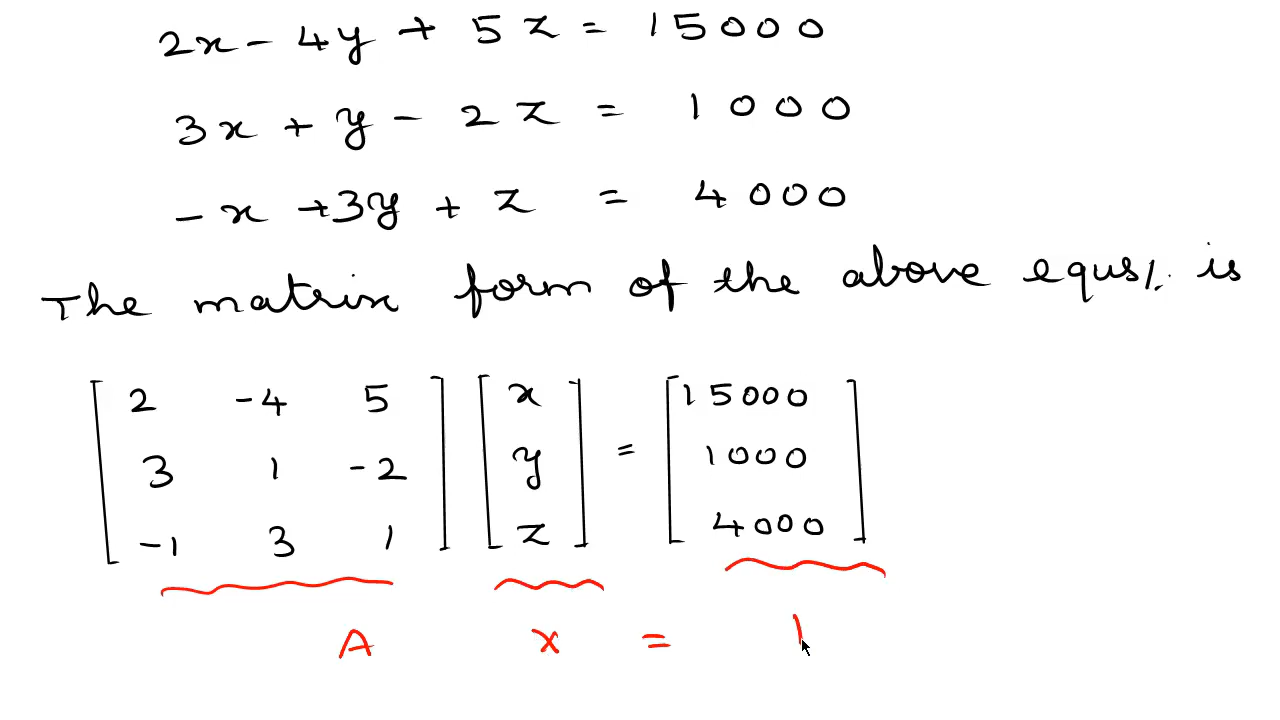 2x - 4y + 5z = 15000
3x + y - 2z = 1000
-x + 3y + z = 4000
The matrix form of the above equs/. is
[ 2 -4 5 ] [ x ] = [ 15000 ]
[ 3 1 -2 ] [ y ] [ 1000 ]
[ -1 3 1 ] [ z ] [ 4000 ]
A X =